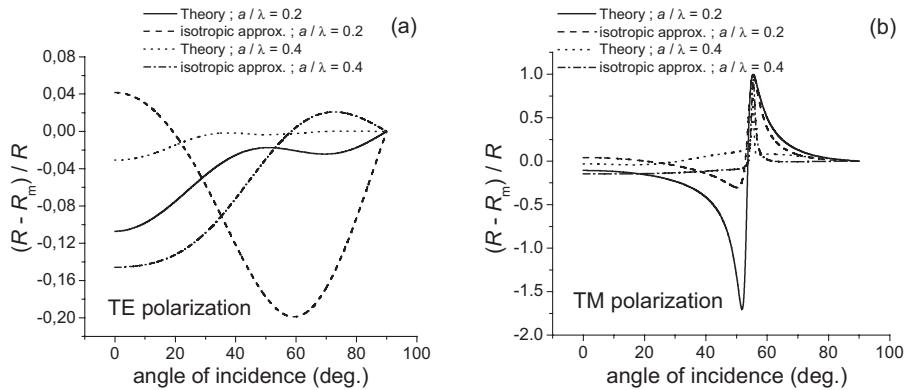 Theory ; a / λ = 0.2
isotropic approx. ; a / λ = 0.2
Theory ; a / λ = 0.4
isotropic approx. ; a / λ = 0.4
(a)
0,08
0,04
0,00
-0,04
-0,08
-0,12
-0,16
-0,20
(R - Rm) / R
TE polarization
0
20
40
60
80
100
angle of incidence (deg.)
Theory ; a / λ = 0.2
isotropic approx. ; a / λ = 0.2
Theory ; a / λ = 0.4
isotropic approx. ; a / λ = 0.4
(b)
1.0
0.5
0.0
-0.5
-1.0
-1.5
-2.0
(R - Rm) / R
TM polarization
0
20
40
60
80
100
angle of incidence (deg.)